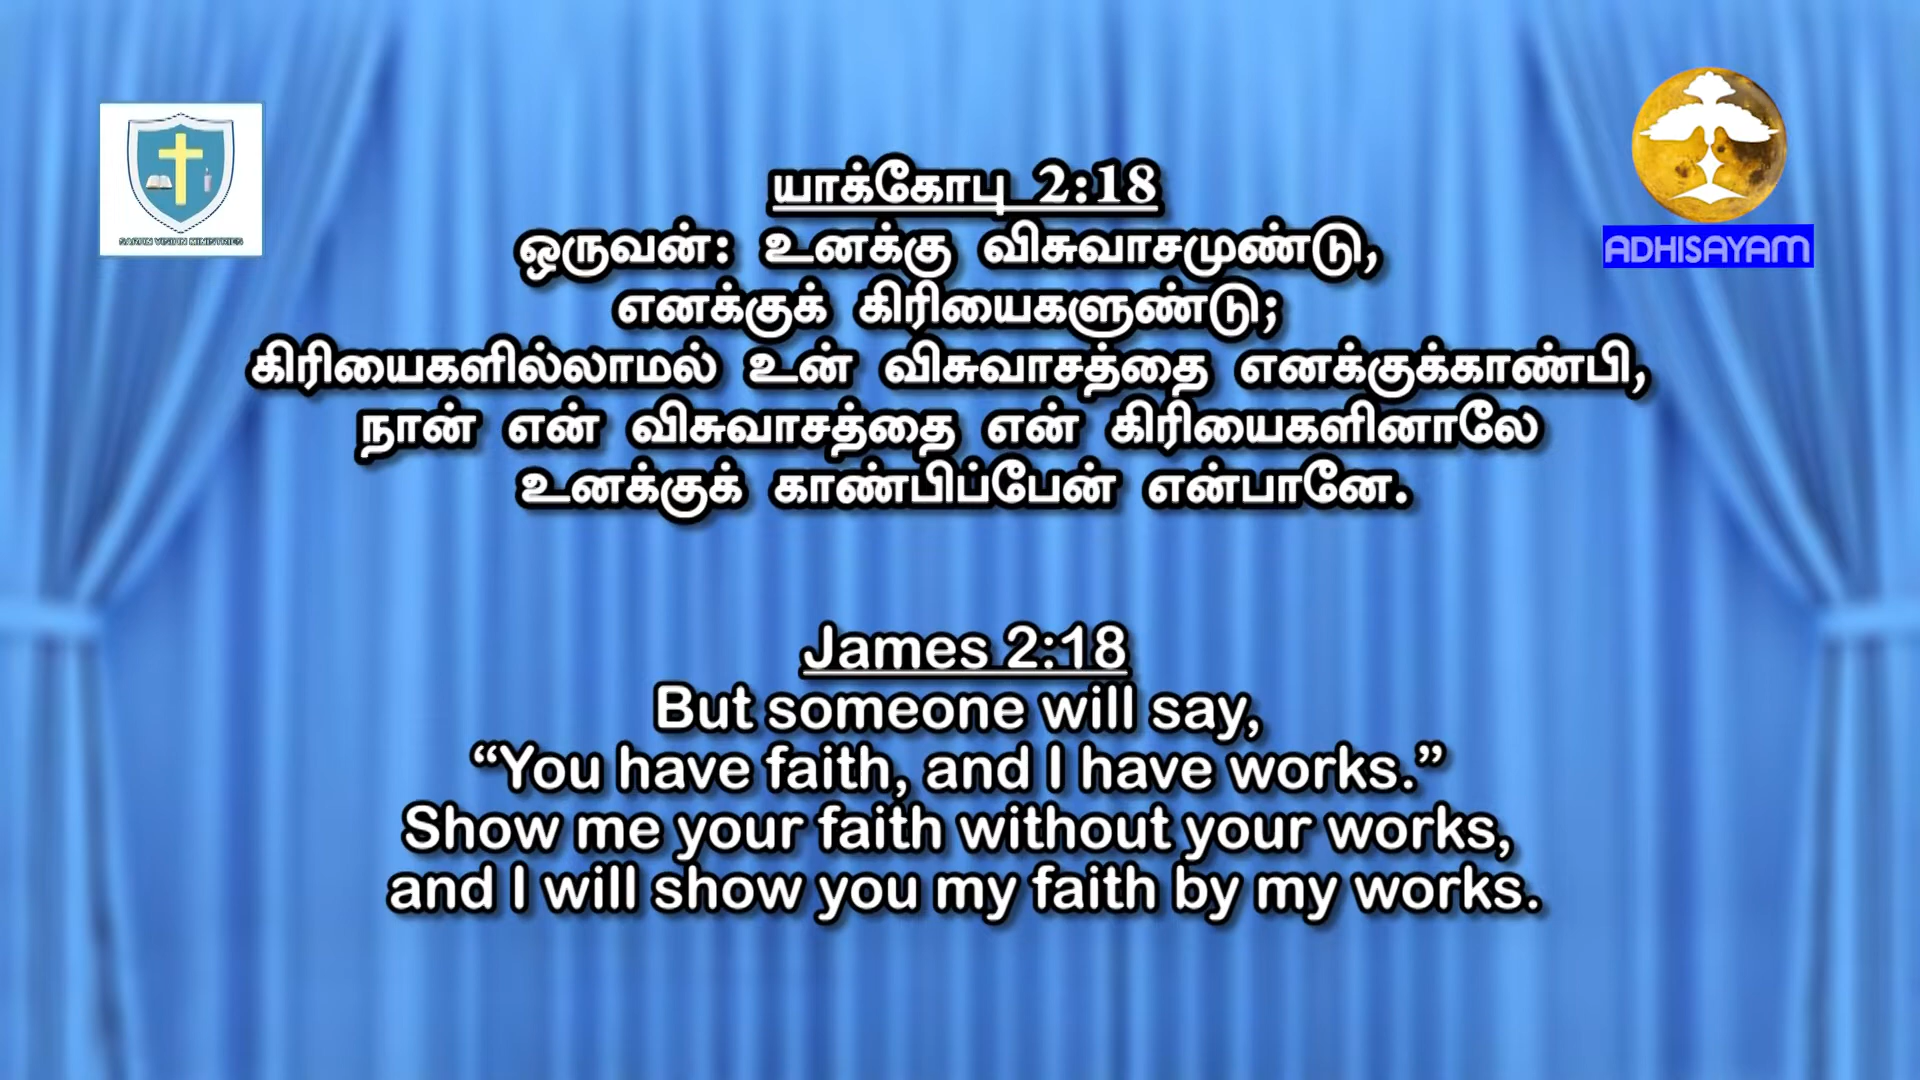 யாக்கோபு 2:18
ஒருவன்: உனக்கு விசுவாசமுண்டு,
எனக்குக் கிரியைகளுண்டு;
கிரியைகளில்லாமல் உன் விசுவாசத்தை எனக்குக்காண்பி,
நான் என் விசுவாசத்தை என் கிரியைகளினாலே
உனக்குக் காண்பிப்பேன் என்பானே.
James 2:18
But someone will say,
“You have faith, and I have works.”
Show me your faith without your works,
and I will show you my faith by my works.
ADHISAYAM